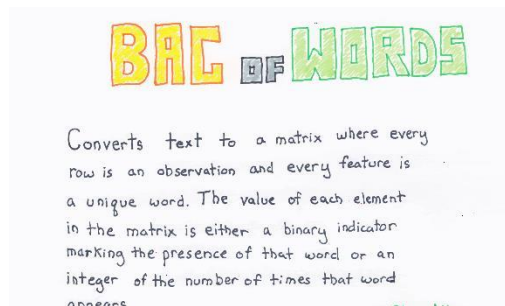 BAG OF WORDS
Converts text to a matrix where every
row is an observation and every feature is
a unique word. The value of each element
in the matrix is either a binary indicator
marking the presence of that word or an
integer of the number of times that word
appears